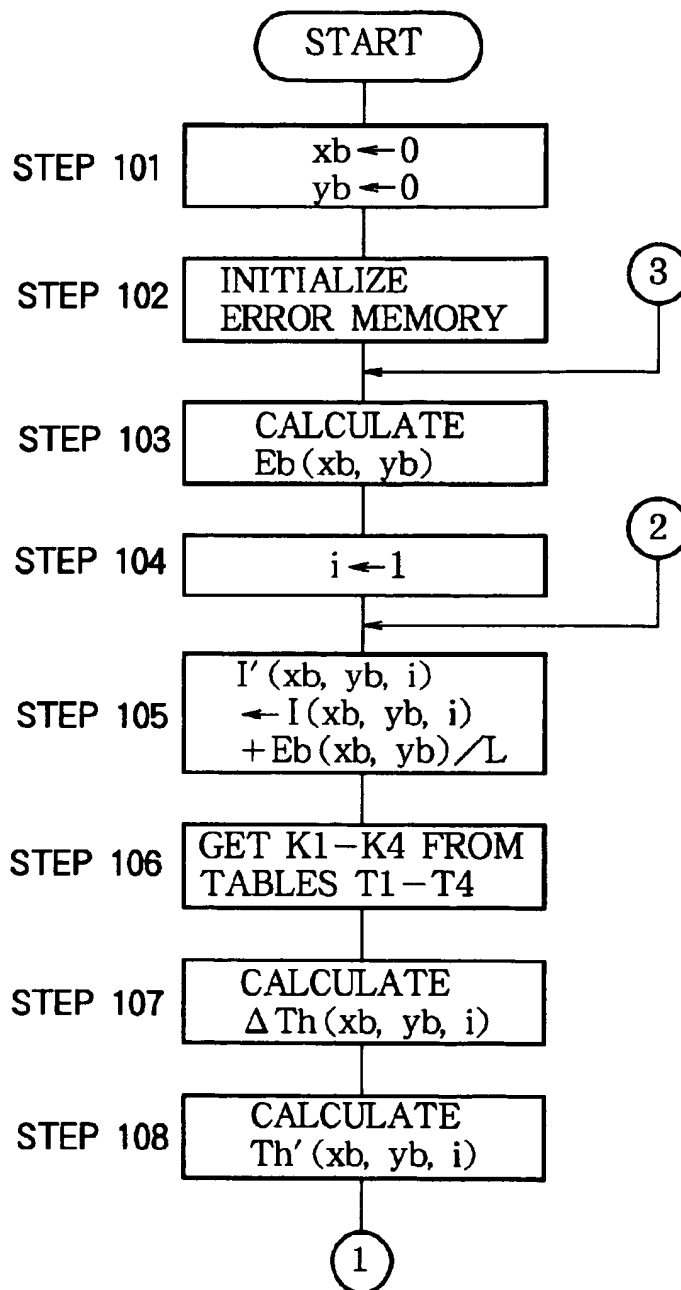 START
STEP 101
xb←0
yb←0
STEP 102
INITIALIZE
ERROR MEMORY
3
STEP 103
CALCULATE
Eb(xb, yb)
2
STEP 104
i←1
STEP 105
I′(xb, yb, i)
←I(xb, yb, i)
+Eb(xb, yb)/L
STEP 106
GET K1-K4 FROM
TABLES T1-T4
STEP 107
CALCULATE
ΔTh(xb, yb, i)
STEP 108
CALCULATE
Th′(xb, yb, i)
1